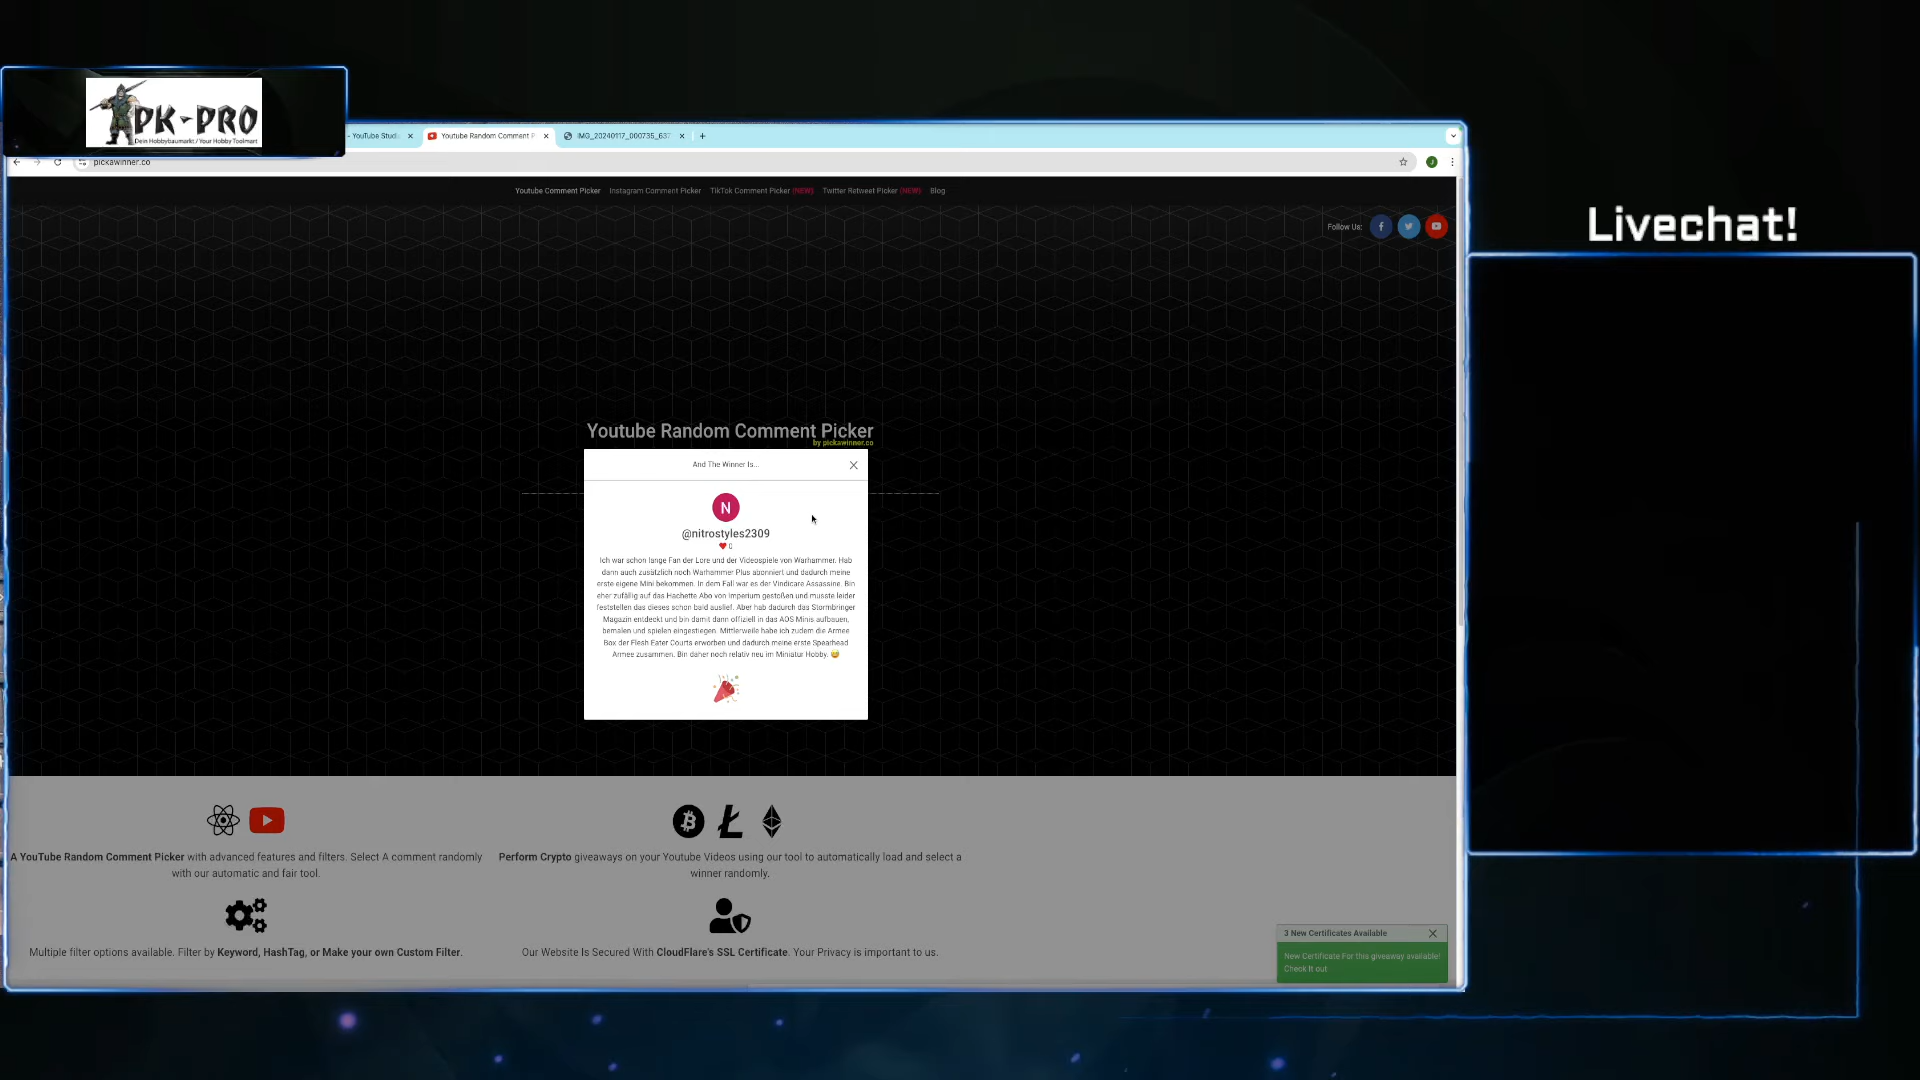 PK-PRO
Dein Hobbybaumarkt / Your Hobby Toolmart
- YouTube Studi
Youtube Random Comment P
IMG_20240117_000735_637
pickawinner.co
Youtube Comment Picker
Instagram Comment Picker
TikTok Comment Picker (NEW)
Twitter Retweet Picker (NEW)
Blog
Follow Us:
Livechat!
Youtube Random Comment Picker
by pickawinner.co
And The Winner Is...
N
@nitrostyles2309
0
Ich war schon lange Fan der Lore und der Videospiele von Warhammer. Hab
dann auch zusätzlich noch Warhammer Plus abonniert und dadurch meine
erste eigene Mini bekommen. In dem Fall war es der Vindicare Assassine. Bin
eher zufällig auf das Hachette Abo von Imperium gestoßen und musste leider
feststellen das dieses schon bald auslief. Aber hab dadurch das Stormbringer
Magazin entdeckt und bin damit dann offiziell in das AOS Minis aufbauen,
bemalen und spielen eingestiegen. Mittlerweile habe ich zudem die Armee
Box der Flesh Eater Courts erworben und dadurch meine erste Spearhead
Armee zusammen. Bin daher noch relativ neu im Miniatur Hobby. 😅
A YouTube Random Comment Picker with advanced features and filters. Select A comment randomly
with our automatic and fair tool.
Perform Crypto giveaways on your Youtube Videos using our tool to automatically load and select a
winner randomly.
Multiple filter options available. Filter by Keyword, HashTag, or Make your own Custom Filter.
Our Website Is Secured With CloudFlare's SSL Certificate. Your Privacy is important to us.
3 New Certificates Available
New Certificate For this giveaway available!
Check It out